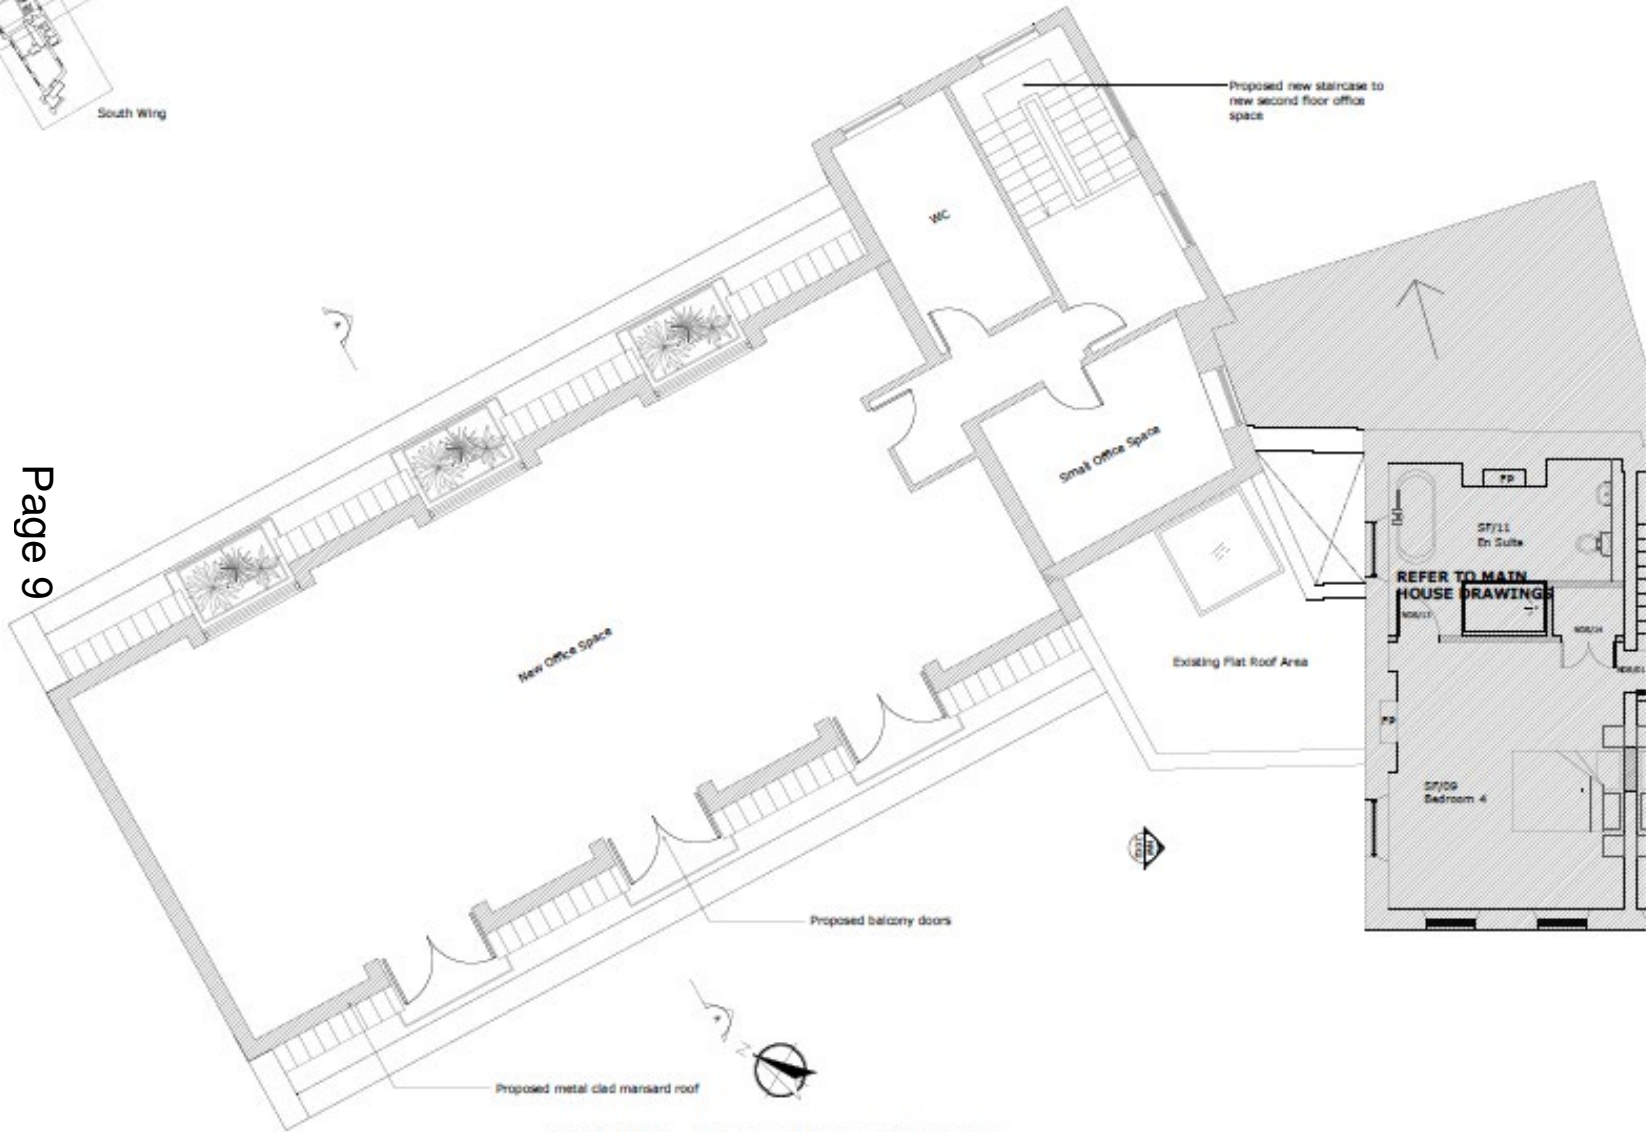 South Wing
Proposed new staircase to
new second floor office
space
WC
Small Office Space
New Office Space
Existing Flat Roof Area
FP
SF/11
En Suite
REFER TO MAIN
HOUSE DRAWINGS
FP
SF/09
Bedroom 4
Proposed balcony doors
Proposed metal clad mansard roof
N
Page 9